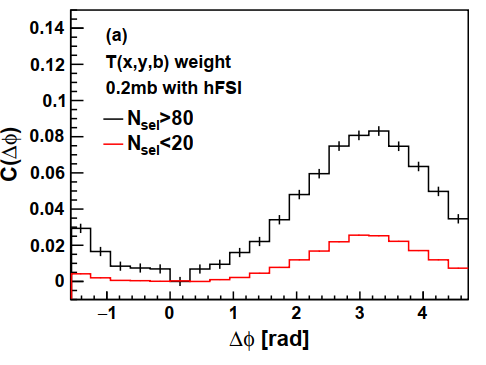 0.14
0.12
0.1
0.08
0.06
0.04
0.02
0
C(Δϕ)
(a)
T(x,y,b) weight
0.2mb with hFSI
N_sel>80
N_sel<20
−1 0 1 2 3 4
Δϕ [rad]